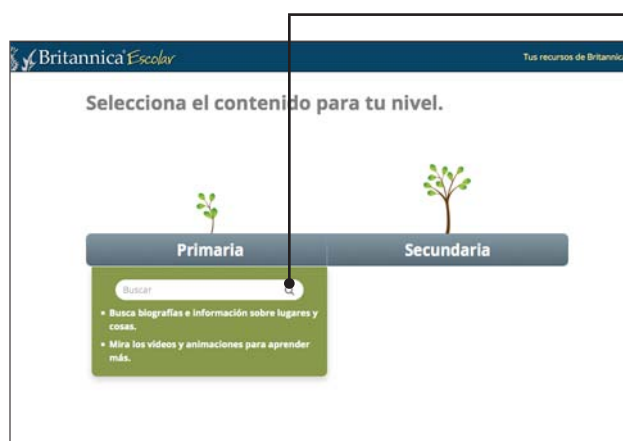 Britannica Escolar
Tus recursos de Britannica
Selecciona el contenido para tu nivel.
Primaria
Secundaria
Buscar
• Busca biografías e información sobre lugares y
cosas.
• Mira los videos y animaciones para aprender
más.